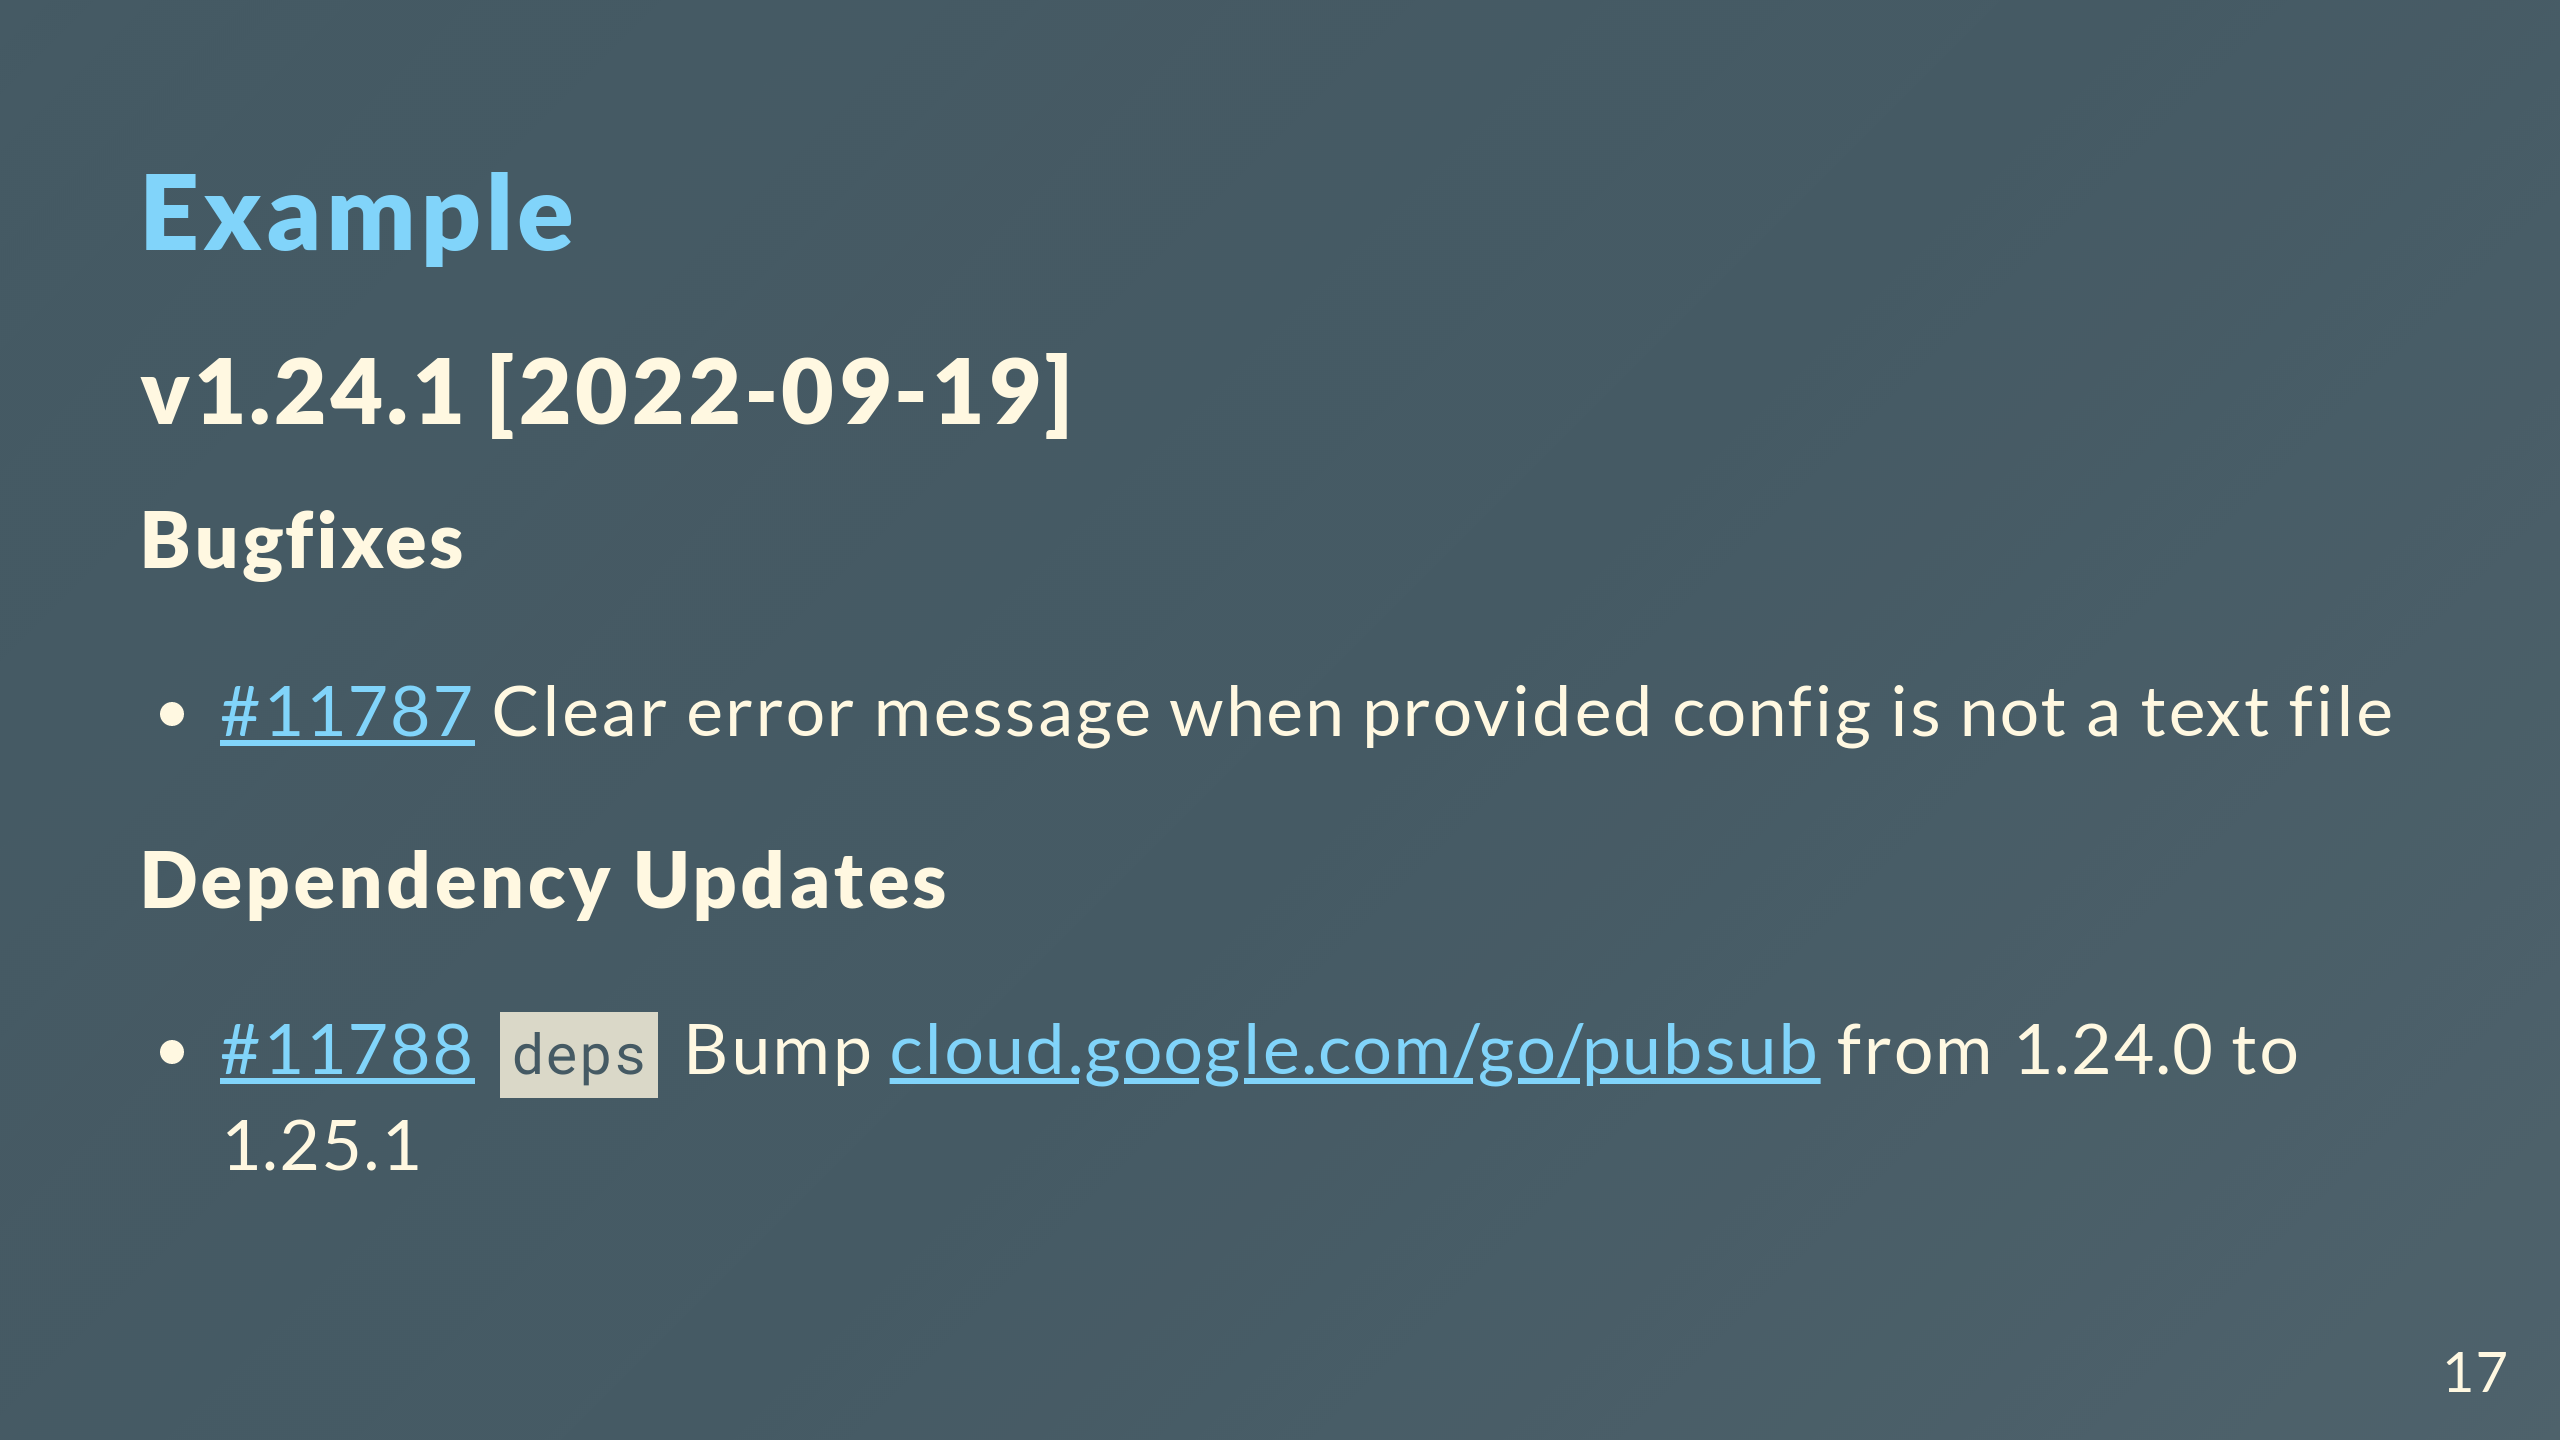 Example
v1.24.1 [2022-09-19]
Bugfixes
#11787 Clear error message when provided config is not a text file
Dependency Updates
#11788 deps Bump cloud.google.com/go/pubsub from 1.24.0 to
1.25.1
17